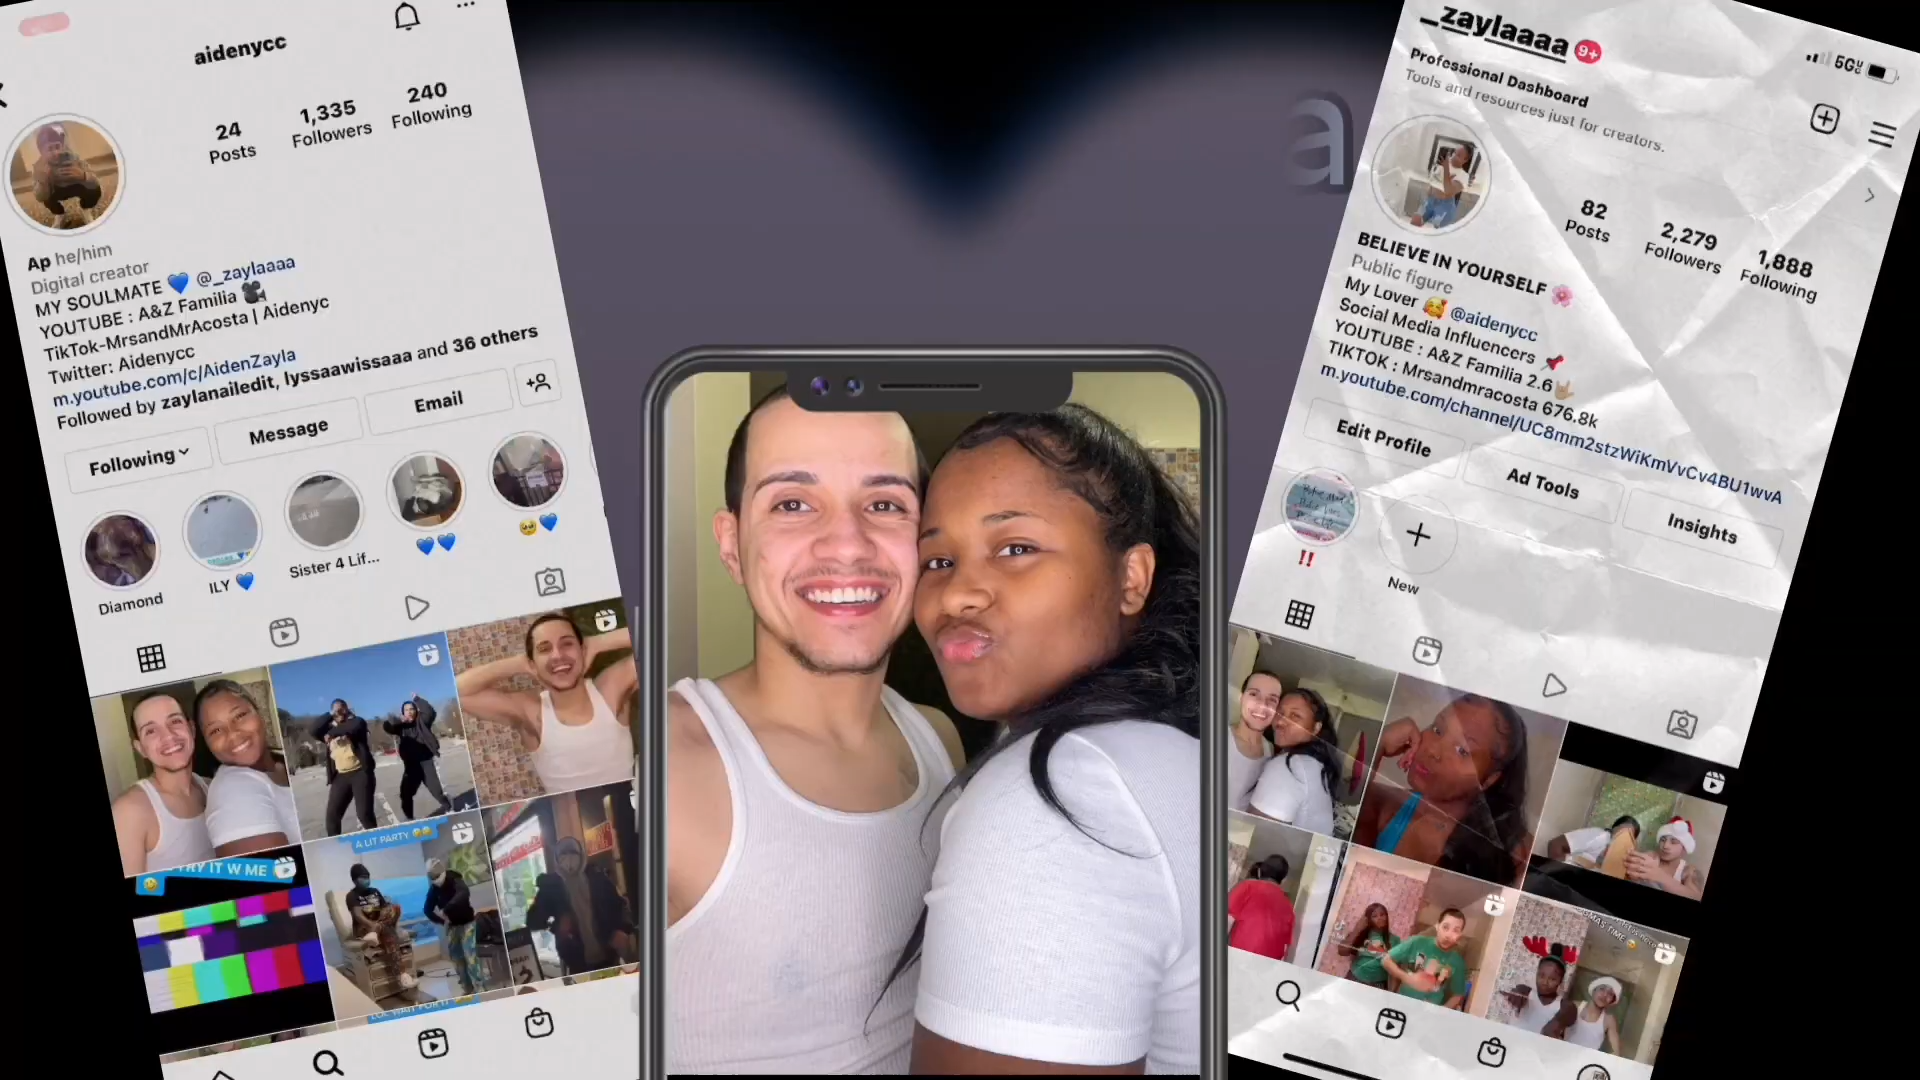 aidenycc
24 1,335 240
Posts Followers Following
Ap he/him
Digital creator
MY SOULMATE 💙 @_zaylaaaa
YOUTUBE : A&Z Familia 🎥
TikTok-MrsandMrAcosta | Aidenyc
Twitter: Aidenycc
m.youtube.com/c/AidenZayla
Followed by zaylanailedit, lyssaawissaaa and 36 others
Following Message Email
Diamond ILY 💙 Sister 4 Lif... 💙💙 🥺💙
TRY IT W ME
A LIT PARTY 🤣🤣
a
_zaylaaaa 9+
5G
Professional Dashboard
Tools and resources just for creators.
82 2,279 1,888
Posts Followers Following
BELIEVE IN YOURSELF 🌸
Public figure
My Lover 🥰 @aidenycc
Social Media Influencers 📌
YOUTUBE : A&Z Familia 2.6🤟🏽
TIKTOK : Mrsandmracosta 676.8k
m.youtube.com/channel/UC8mm2stzWiKmVvCv4BU1wvA
Edit Profile Ad Tools Insights
‼️ New